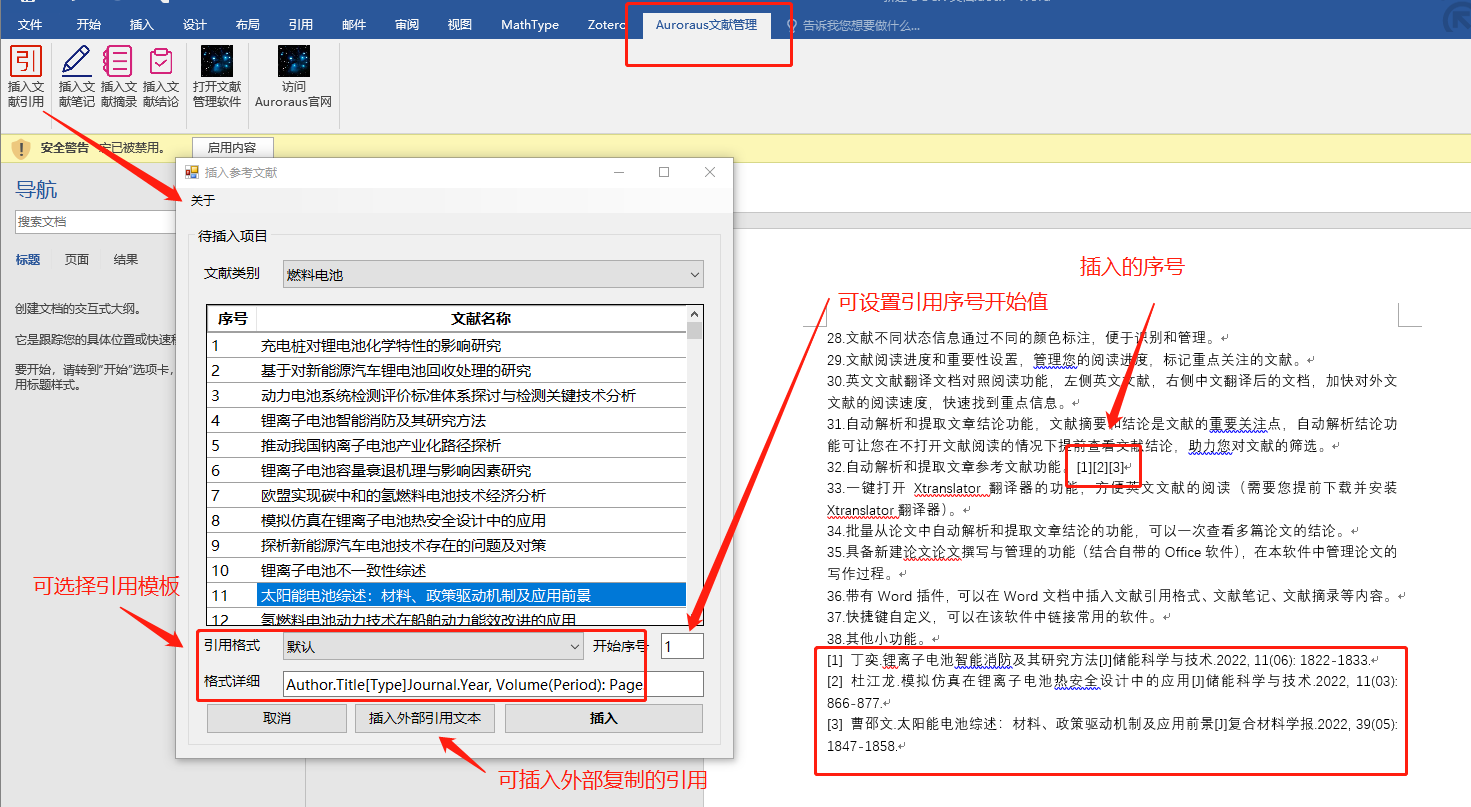 文件 开始 插入 设计 布局 引用 邮件 审阅 视图 MathType Zotero Auroraus文献管理 告诉我您想要做什么...
引
插入文
献引用
插入文
献笔记
插入文
献摘录
插入文
献结论
打开文献
管理软件
访问
Auroraus官网
安全警告 宏已被禁用。 启用内容
导航
搜索文档
标题 页面 结果
创建文档的交互式大纲。
它是跟踪您的具体位置或快速
要开始，请转到“开始”选项卡，
用标题样式。
插入参考文献
关于
待插入项目
文献类别 燃料电池
序号 文献名称
1 充电桩对锂电池化学特性的影响研究
2 基于对新能源汽车锂电池回收处理的研究
3 动力电池系统检测评价标准体系探讨与检测关键技术分析
4 锂离子电池智能消防及其研究方法
5 推动我国钠离子电池产业化路径探析
6 锂离子电池容量衰退机理与影响因素研究
7 欧盟实现碳中和的氢燃料电池技术经济分析
8 模拟仿真在锂离子电池热安全设计中的应用
9 探析新能源汽车电池技术存在的问题及对策
10 锂离子电池不一致性综述
11 太阳能电池综述：材料、政策驱动机制及应用前景
12 氢燃料电池动力技术在船舶动力能效改进的应用
引用格式 默认 开始序号 1
格式详细 Author.Title[Type]Journal.Year, Volume(Period): Page.
取消 插入外部引用文本 插入
可选择引用模板
可插入外部复制的引用
可设置引用序号开始值
插入的序号
28.文献不同状态信息通过不同的颜色标注，便于识别和管理。
29.文献阅读进度和重要性设置，管理您的阅读进度，标记重点关注的文献。
30.英文文献翻译文档对照阅读功能，左侧英文文献，右侧中文翻译后的文档，加快对外文
文献的阅读速度，快速找到重点信息。
31.自动解析和提取文章结论功能，文献摘要和结论是文献的重要关注点，自动解析结论功
能可让您在不打开文献阅读的情况下提前查看文献结论，助力您对文献的筛选。
32.自动解析和提取文章参考文献功能。[1][2][3]
33.一键打开 Xtranslator 翻译器的功能，方便英文文献的阅读（需要您提前下载并安装
Xtranslator 翻译器）。
34.批量从论文中自动解析和提取文章结论的功能，可以一次查看多篇论文的结论。
35.具备新建论文论文撰写与管理的功能（结合自带的 Office 软件），在本软件中管理论文的
写作过程。
36.带有 Word 插件，可以在 Word 文档中插入文献引用格式、文献笔记、文献摘录等内容。
37.快捷键自定义，可以在该软件中链接常用的软件。
38.其他小功能。
[1] 丁奕.锂离子电池智能消防及其研究方法[J]储能科学与技术.2022, 11(06): 1822-1833.
[2] 杜江龙.模拟仿真在锂离子电池热安全设计中的应用[J]储能科学与技术.2022, 11(03):
866-877.
[3] 曹邵文.太阳能电池综述：材料、政策驱动机制及应用前景[J]复合材料学报.2022, 39(05):
1847-1858.